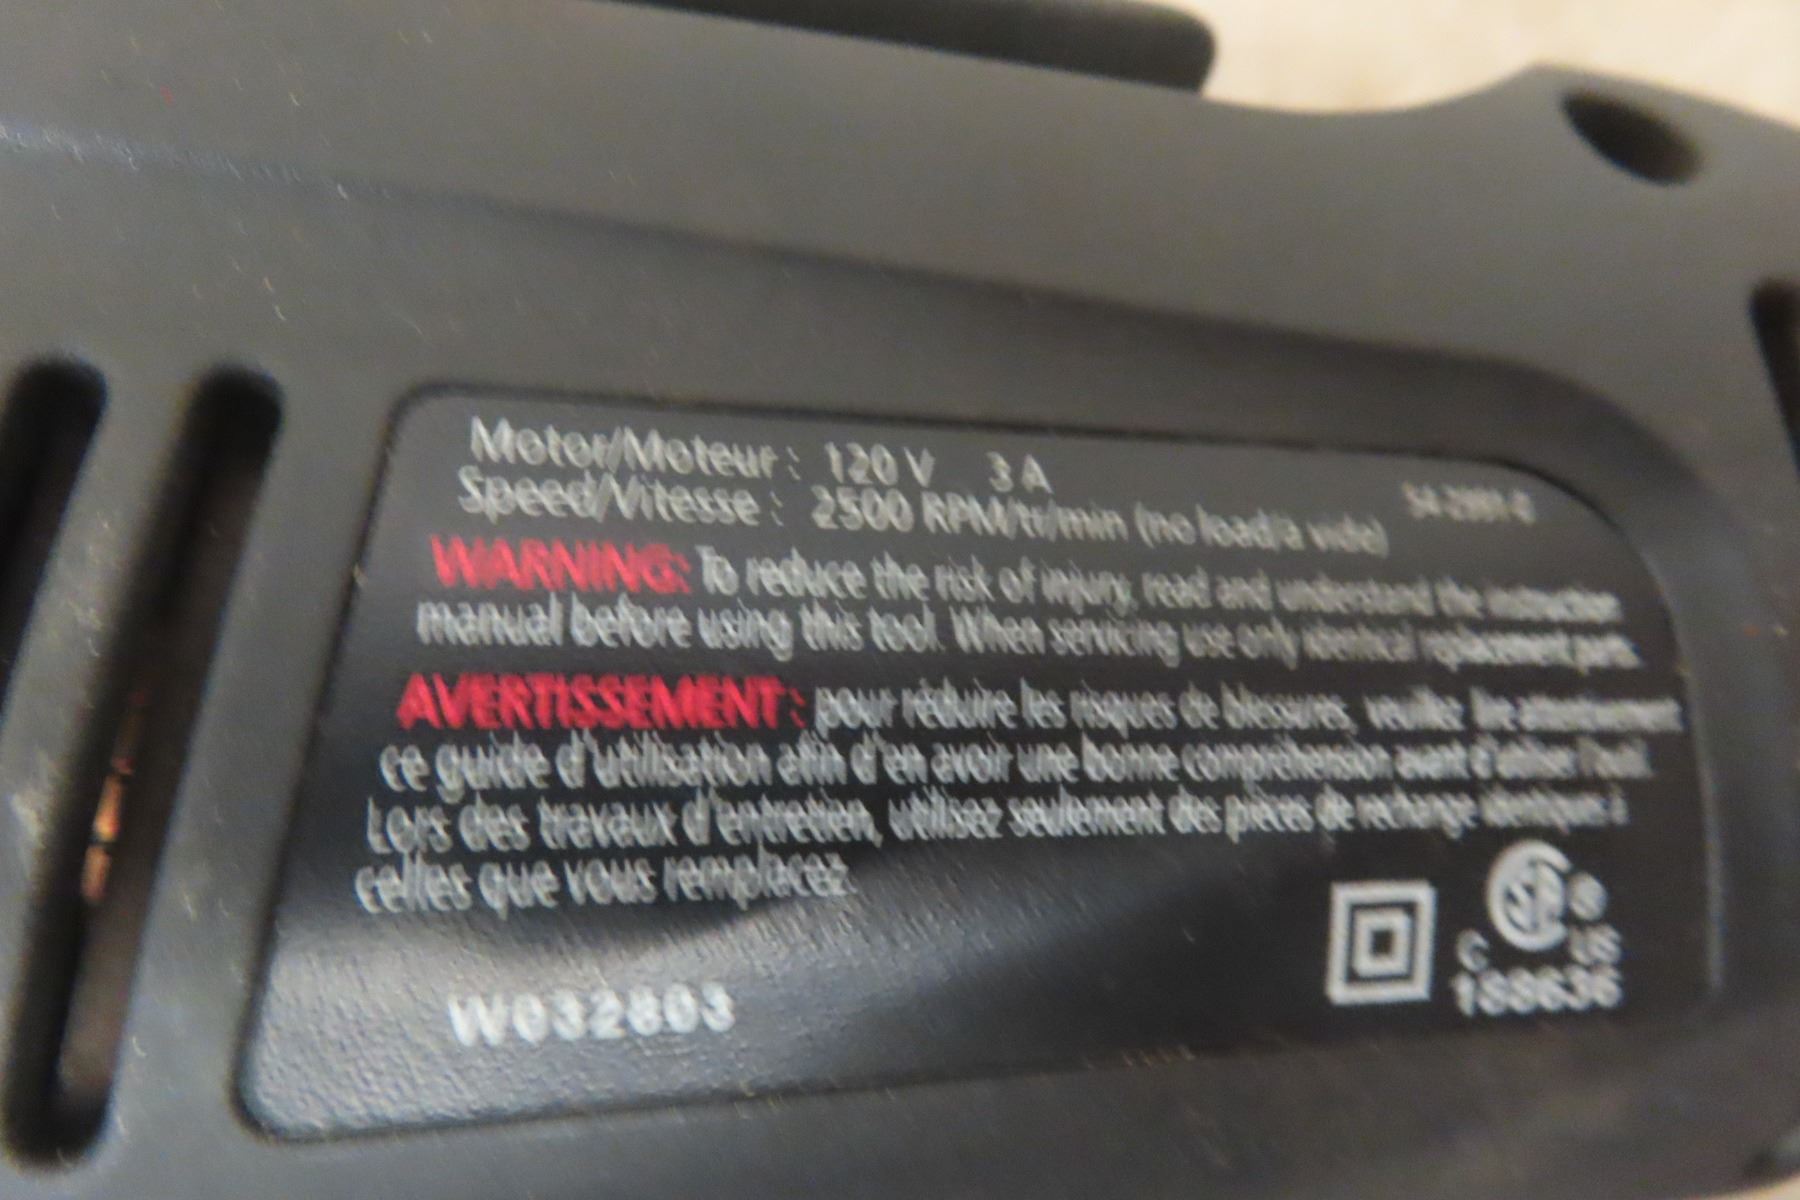 Motor/Moteur : 120 V 3 A
Speed/Vitesse : 2500 RPM/tr/min (no load/à vide)
WARNING: To reduce the risk of injury, read and understand the instruction
manual before using this tool. When servicing use only identical replacement parts.
AVERTISSEMENT : pour réduire les risques de blessures, veuillez lire attentivement
ce guide d'utilisation afin d'en avoir une bonne compréhension avant d'utiliser l'outil.
Lors des travaux d'entretien, utilisez seulement des pièces de rechange identiques à
celles que vous remplacez.
C US
188636
W032803